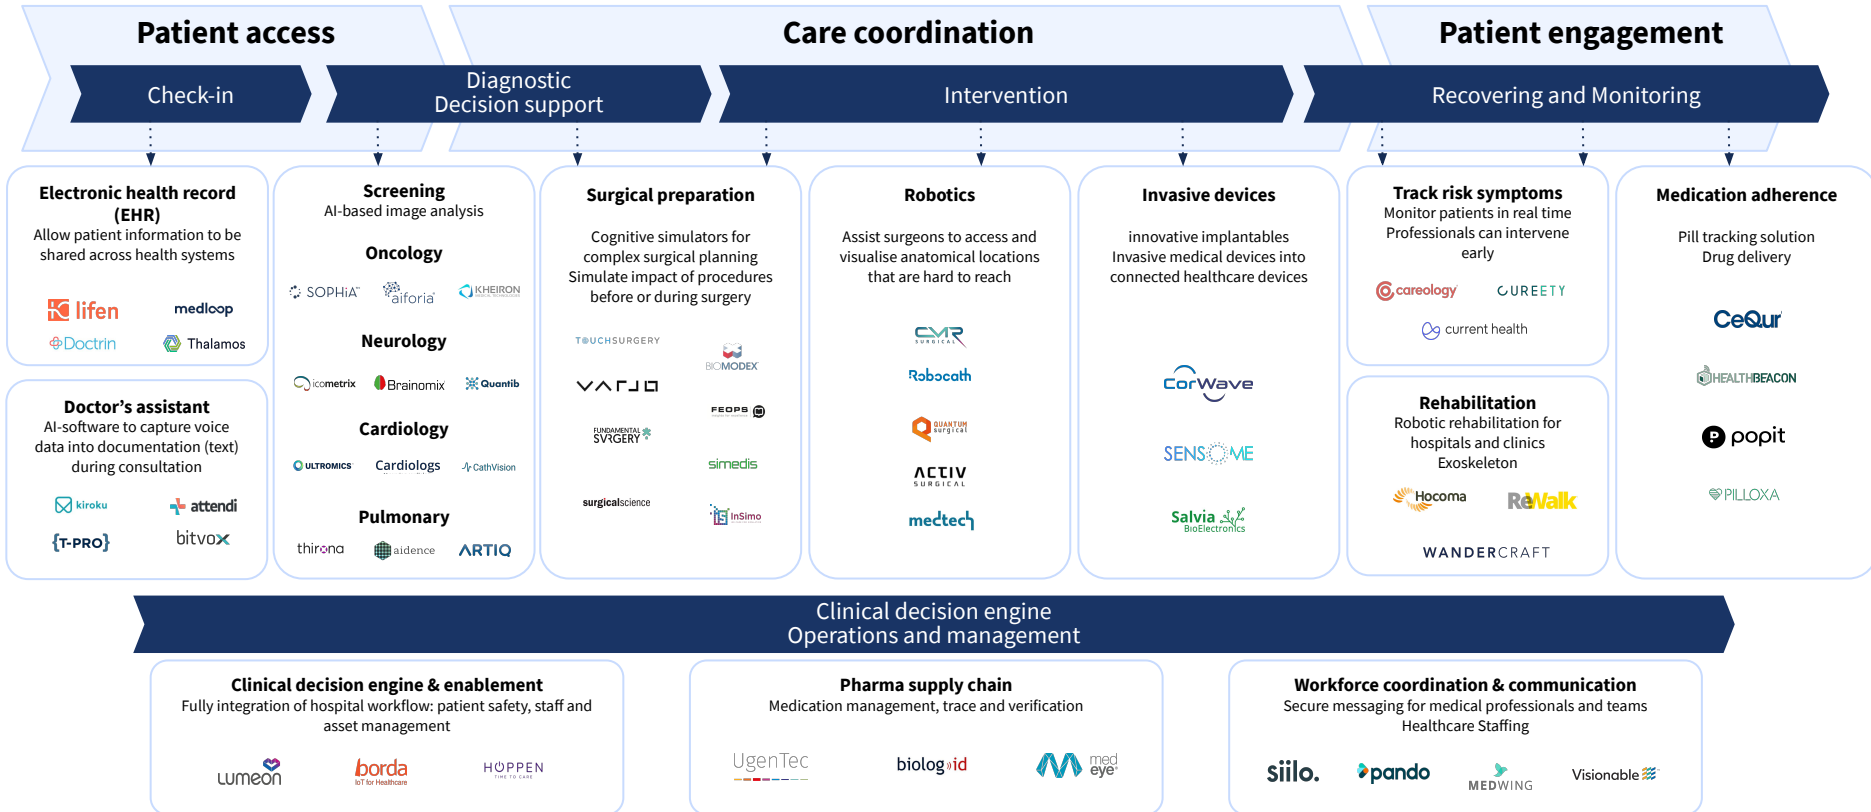 Patient access
Care coordination
Patient engagement
Check-in
Diagnostic
Decision support
Intervention
Recovering and Monitoring
Electronic health record
(EHR)
Allow patient information to be
shared across health systems
lifen
medloop
Doctrin
Thalamos
Doctor's assistant
AI-software to capture voice
data into documentation (text)
during consultation
kiroku
attendi
{T-PRO}
bitvox
Screening
AI-based image analysis
Oncology
SOPHiA
aiforia
KHEIRON
MEDICAL TECHNOLOGIES
Neurology
icometrix
Brainomix
Quantib
Cardiology
ULTROMICS
Cardiologs
CathVision
Pulmonary
thirona
aidence
ARTIQ
Surgical preparation
Cognitive simulators for
complex surgical planning
Simulate impact of procedures
before or during surgery
TOUCHSURGERY
BIOMODEX
VARJO
FEOPS
FUNDAMENTAL
SVRGERY
simedis
surgicalscience
InSimo
Robotics
Assist surgeons to access and
visualise anatomical locations
that are hard to reach
CMR
SURGICAL
Robocath
QUANTUM
surgical
ACTIV
SURGICAL
medtech
Invasive devices
innovative implantables
Invasive medical devices into
connected healthcare devices
CorWave
SENSOME
Salvia
BioElectronics
Track risk symptoms
Monitor patients in real time
Professionals can intervene
early
careology
CUREETY
current health
Rehabilitation
Robotic rehabilitation for
hospitals and clinics
Exoskeleton
Hocoma
ReWalk
WANDERCRAFT
Medication adherence
Pill tracking solution
Drug delivery
CeQur
HEALTHBEACON
popit
PILLOXA
Clinical decision engine
Operations and management
Clinical decision engine & enablement
Fully integration of hospital workflow: patient safety, staff and
asset management
LUMEON
borda
IoT for Healthcare
HOPPEN
TIME TO CARE
Pharma supply chain
Medication management, trace and verification
UgenTec
biolog id
med
eye
Workforce coordination & communication
Secure messaging for medical professionals and teams
Healthcare Staffing
siilo.
pando
MEDWING
Visionable